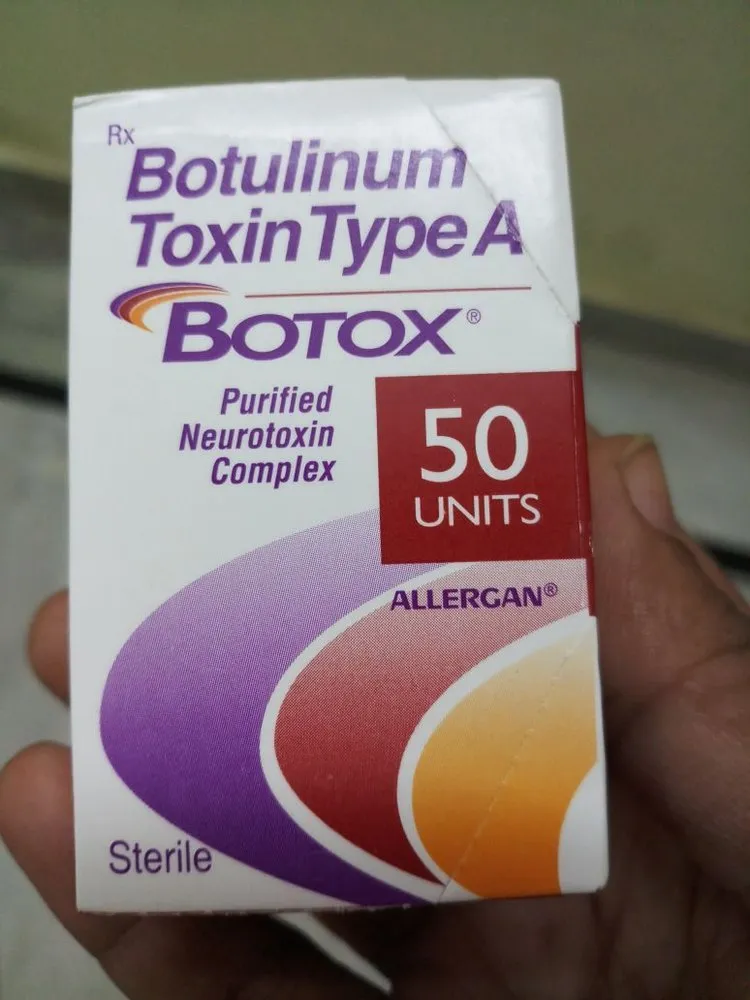 Rx
Botulinum
Toxin Type A
BOTOX®
Purified
Neurotoxin
Complex
50
UNITS
ALLERGAN®
Sterile